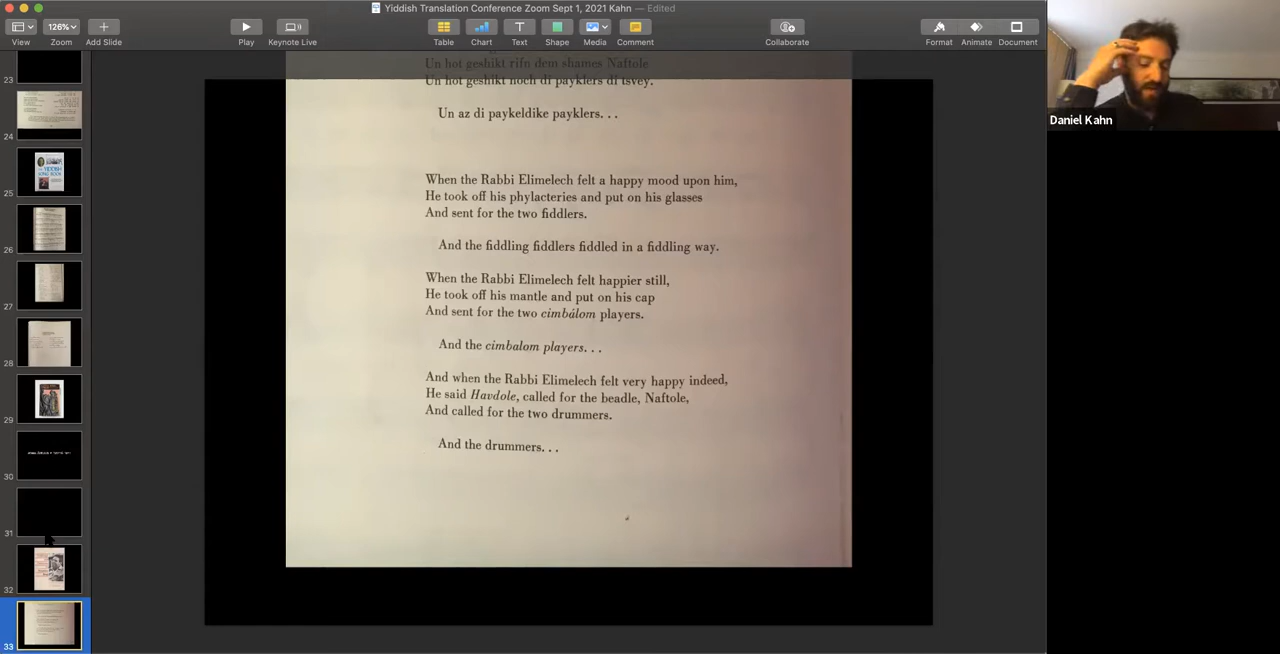 Yiddish Translation Conference Zoom Sept 1, 2021 Kahn — Edited
View
126%
Zoom
Add Slide
Play
Keynote Live
Table
Chart
Text
Shape
Media
Comment
Collaborate
Format
Animate
Document
Daniel Kahn
23
24
25
26
27
28
29
30
31
32
33
Un hot geshikt rifn dem shames Naftole
Un hot geshikt noch di payklers di tsvey.
Un az di paykeldike payklers. . .
When the Rabbi Elimelech felt a happy mood upon him,
He took off his phylacteries and put on his glasses
And sent for the two fiddlers.
And the fiddling fiddlers fiddled in a fiddling way.
When the Rabbi Elimelech felt happier still,
He took off his mantle and put on his cap
And sent for the two cimbálom players.
And the cimbalom players. . .
And when the Rabbi Elimelech felt very happy indeed,
He said Havdole, called for the beadle, Naftole,
And called for the two drummers.
And the drummers. . .